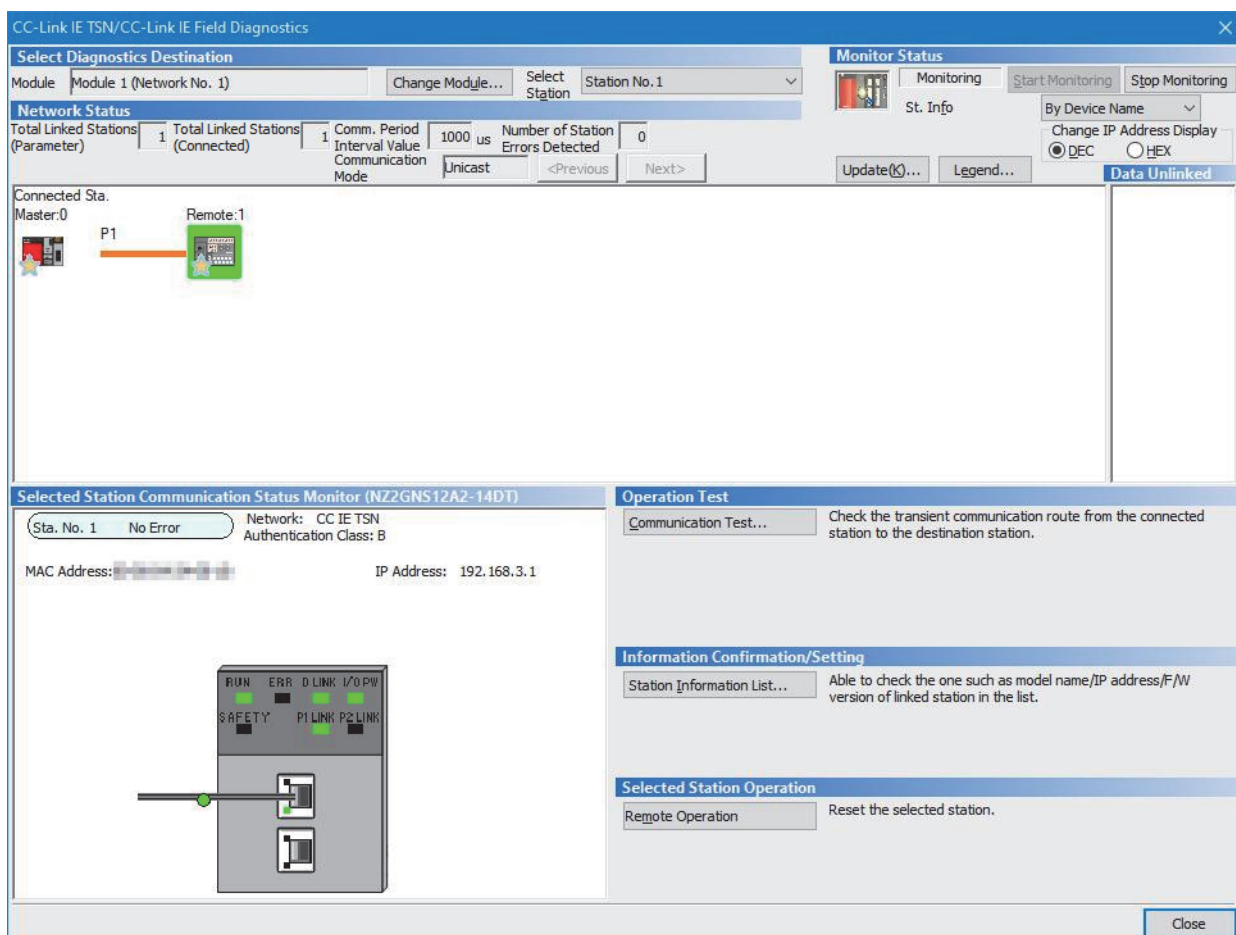 CC-Link IE TSN/CC-Link IE Field Diagnostics
Select Diagnostics Destination
Monitor Status
Module
Module 1 (Network No. 1)
Change Module...
Select Station
Station No.1
Monitoring
Start Monitoring
Stop Monitoring
St. Info
By Device Name
Network Status
Total Linked Stations (Parameter)
1
Total Linked Stations (Connected)
1
Comm. Period Interval Value
1000 us
Number of Station Errors Detected
0
Change IP Address Display
DEC
HEX
Communication Mode
Unicast
<Previous
Next>
Update(K)...
Legend...
Data Unlinked
Connected Sta.
Master:0
Remote:1
P1
Selected Station Communication Status Monitor (NZ2GNS12A2-14DT)
Sta. No. 1 No Error
Network: CC IE TSN
Authentication Class: B
MAC Address:
IP Address: 192.168.3.1
RUN ERR D LINK I/O PW
SAFETY P1 LINK P2 LINK
Operation Test
Communication Test...
Check the transient communication route from the connected
station to the destination station.
Information Confirmation/Setting
Station Information List...
Able to check the one such as model name/IP address/F/W
version of linked station in the list.
Selected Station Operation
Remote Operation
Reset the selected station.
Close